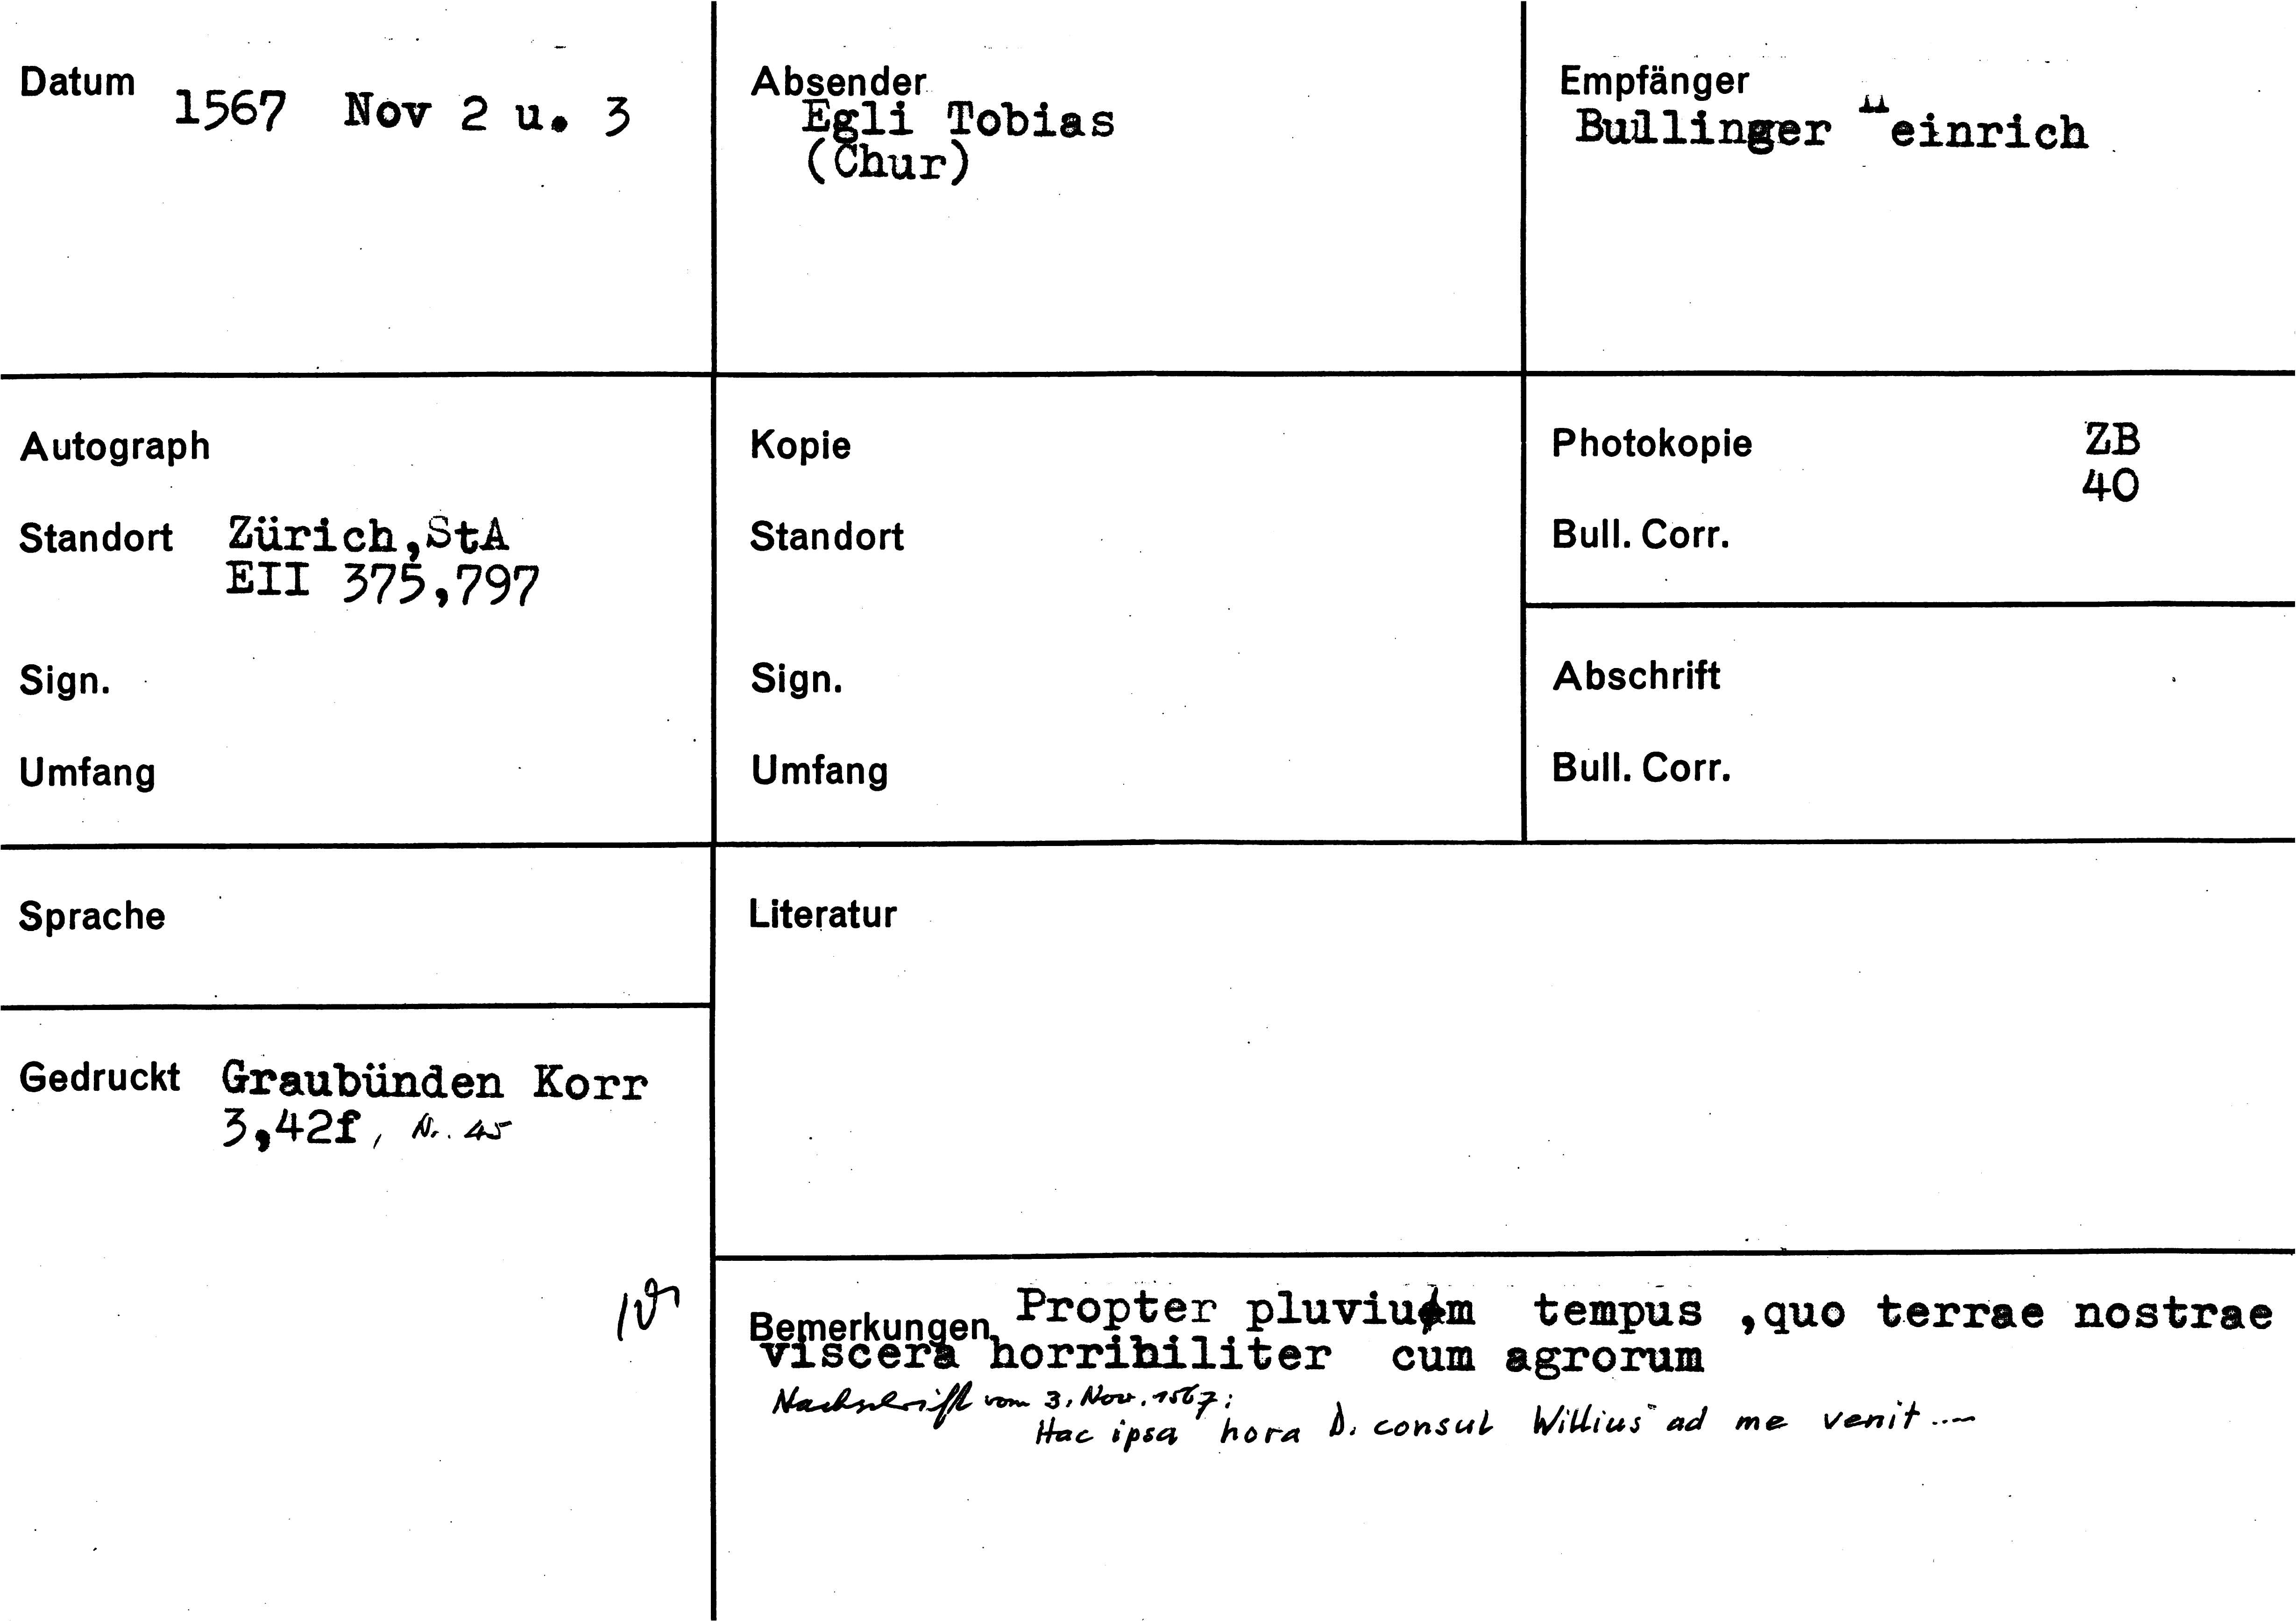 Datum 1567 Nov 2 u. 3
Absender
Egli Tobias
(Chur)
Empfänger
Bullinger Heinrich
Autograph
Standort Zürich,StA
EII 375,797
Sign.
Umfang
Kopie
Standort
Sign.
Umfang
Photokopie ZB
40
Bull. Corr.
Abschrift
Bull. Corr.
Sprache
Literatur
Gedruckt Graubünden Korr
3,42f, Nr. 45
Bemerkungen Propter pluvium tempus ,quo terrae nostrae
viscera horribiliter cum agrorum
Nachschrift vom 3. Nov. 1567:
Hac ipsa hora D. consul Willius ad me venit ....